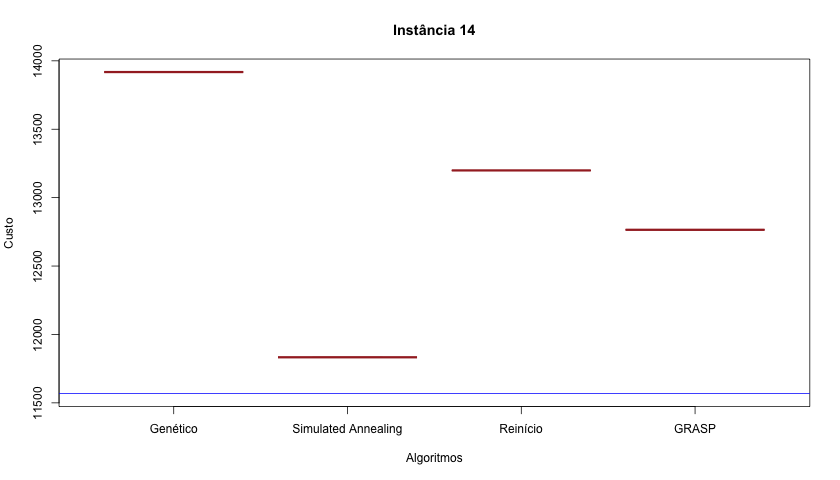 Instância 14
Custo
14000
13500
13000
12500
12000
11500
Genético
Simulated Annealing
Reinício
GRASP
Algoritmos